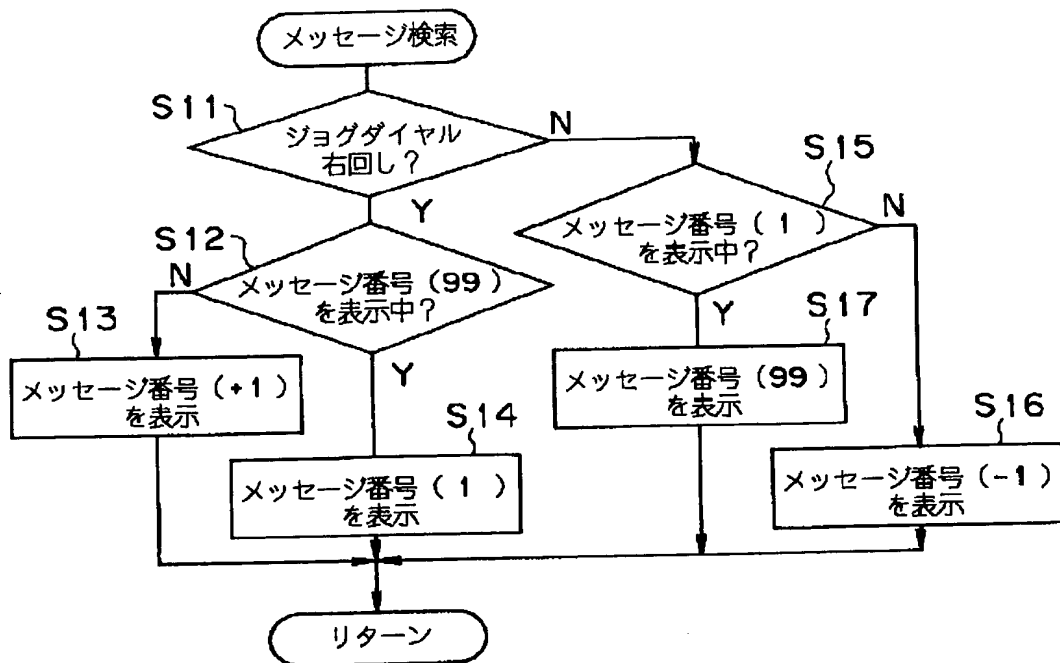 メッセージ検索
S11
ジョグダイヤル
右回し？
N
Y
S12
メッセージ番号（99）
を表示中？
N
Y
S13
メッセージ番号（+1）
を表示
S14
メッセージ番号（ 1 ）
を表示
S15
メッセージ番号（ 1 ）
を表示中？
N
Y
S17
メッセージ番号（99）
を表示
S16
メッセージ番号（-1）
を表示
リターン